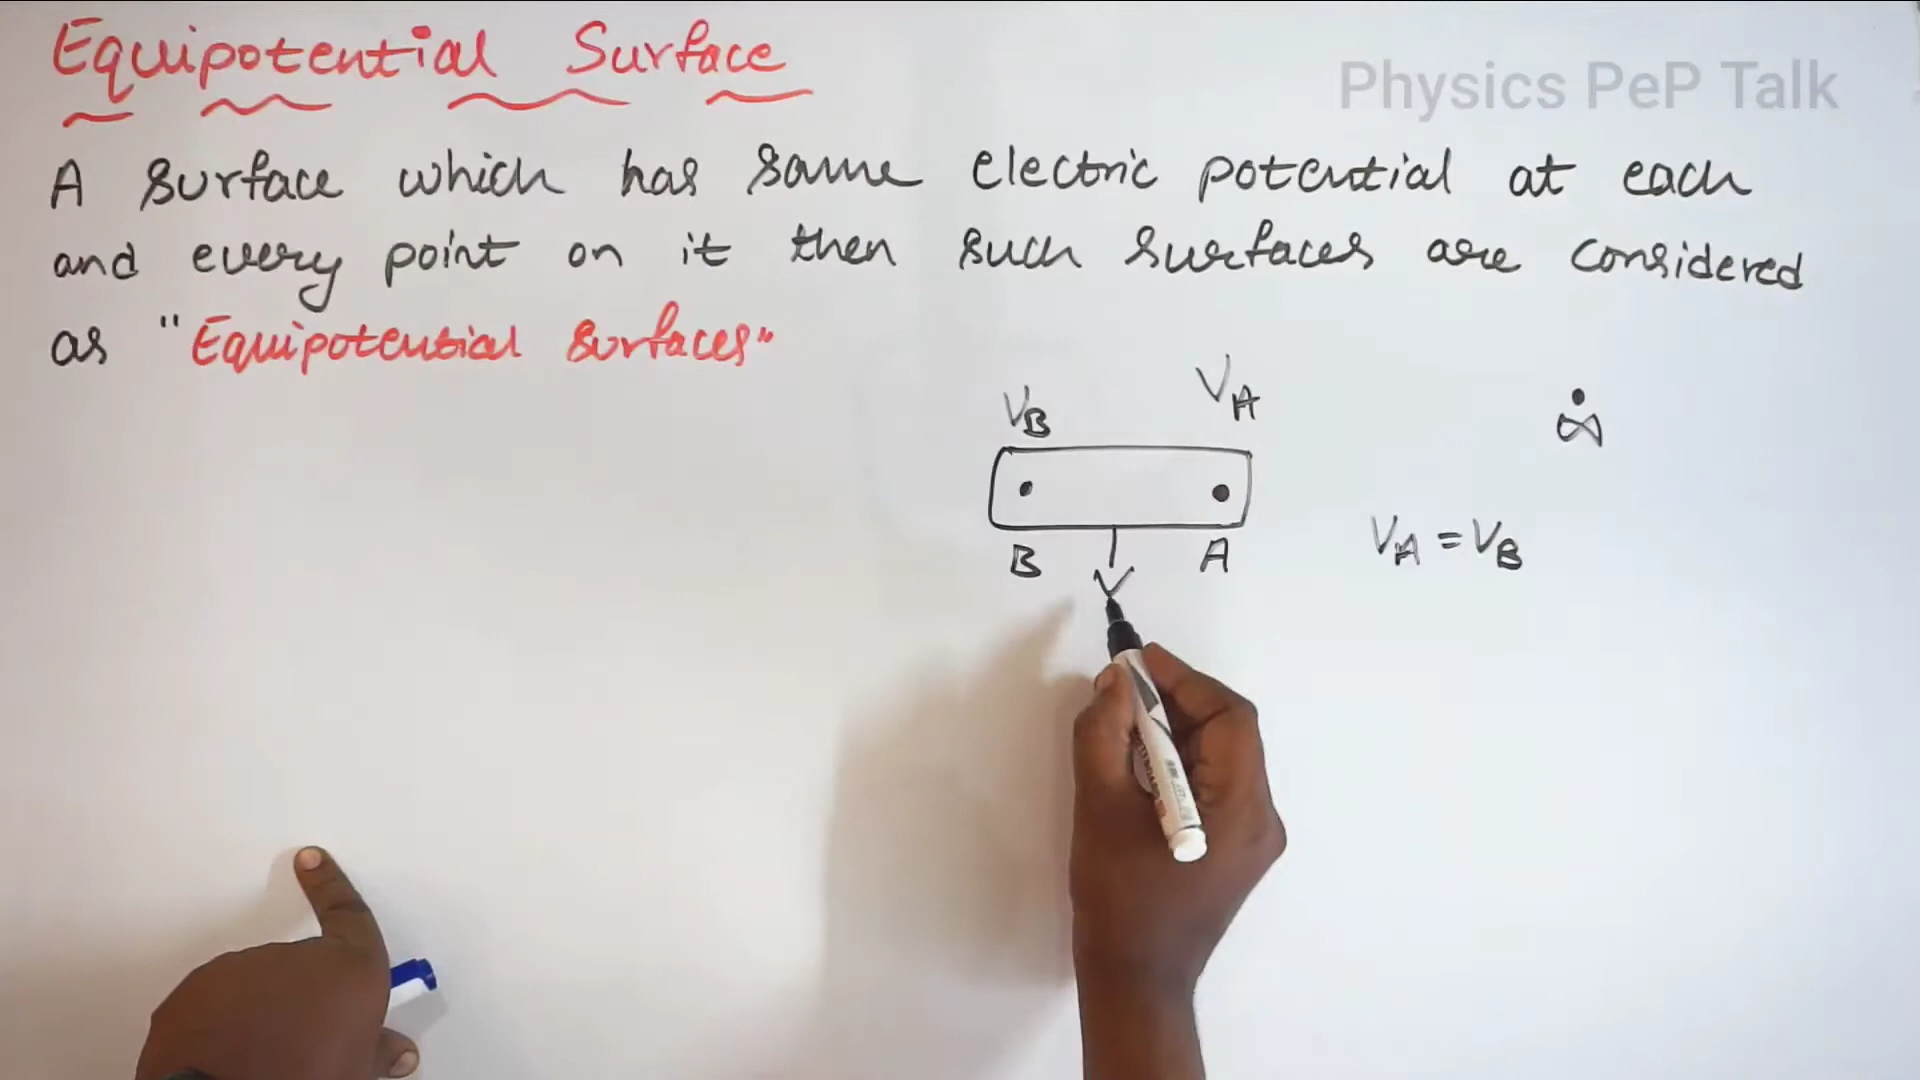 Equipotential Surface
Physics PeP Talk
A surface which has same electric potential at each
and every point on it then such surfaces are considered
as "Equipotential surfaces"
VB VA
B A
V
VA = VB